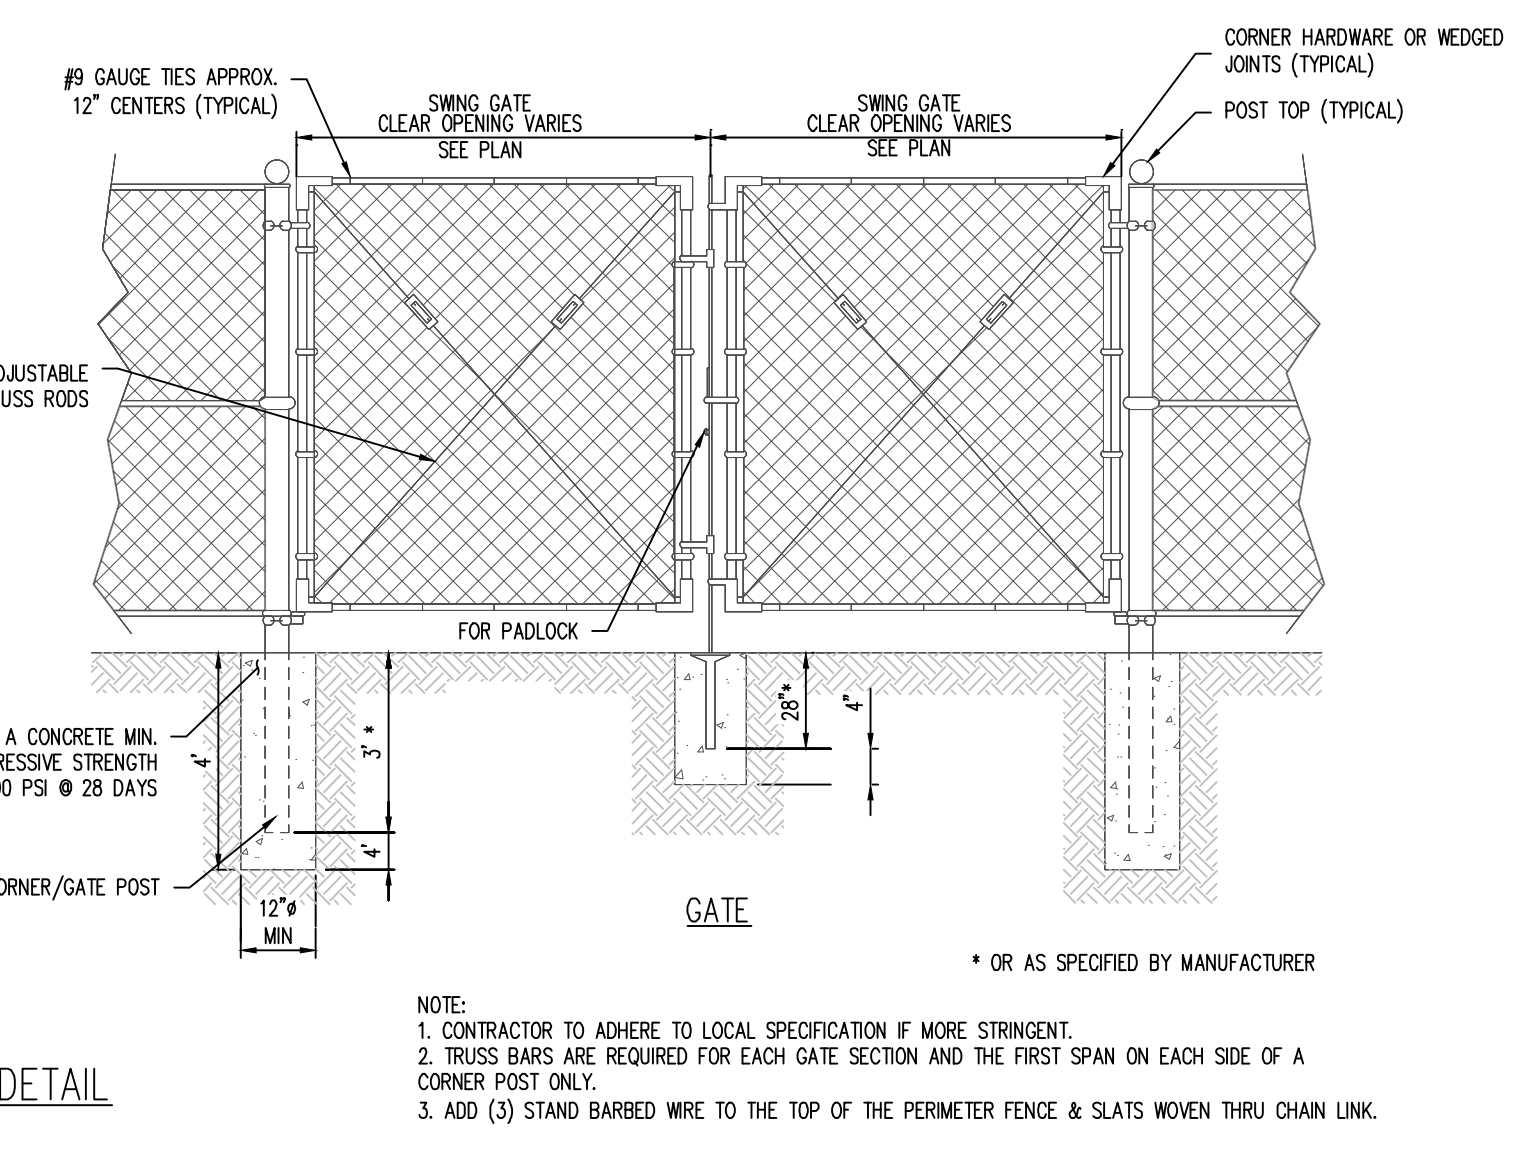 #9 GAUGE TIES APPROX.
12" CENTERS (TYPICAL)
SWING GATE
CLEAR OPENING VARIES
SEE PLAN
SWING GATE
CLEAR OPENING VARIES
SEE PLAN
CORNER HARDWARE OR WEDGED
JOINTS (TYPICAL)
POST TOP (TYPICAL)
RODS
FOR PADLOCK
A CONCRETE MIN.
STRENGTH
PSI @ 28 DAYS
4'
3' *
4'
28"*
4"
/GATE POST
12"ø
MIN
GATE
* OR AS SPECIFIED BY MANUFACTURER
NOTE:
1. CONTRACTOR TO ADHERE TO LOCAL SPECIFICATION IF MORE STRINGENT.
2. TRUSS BARS ARE REQUIRED FOR EACH GATE SECTION AND THE FIRST SPAN ON EACH SIDE OF A
CORNER POST ONLY.
3. ADD (3) STAND BARBED WIRE TO THE TOP OF THE PERIMETER FENCE & SLATS WOVEN THRU CHAIN LINK.
DETAIL